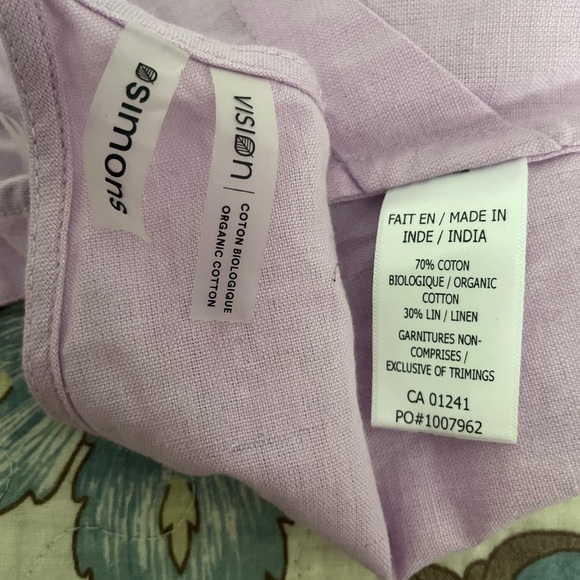 simons
VISION
COTON BIOLOGIQUE
ORGANIC COTTON
FAIT EN / MADE IN
INDE / INDIA
70% COTON
BIOLOGIQUE / ORGANIC
COTTON
30% LIN / LINEN
GARNITURES NON-
COMPRISES /
EXCLUSIVE OF TRIMINGS
CA 01241
PO#1007962